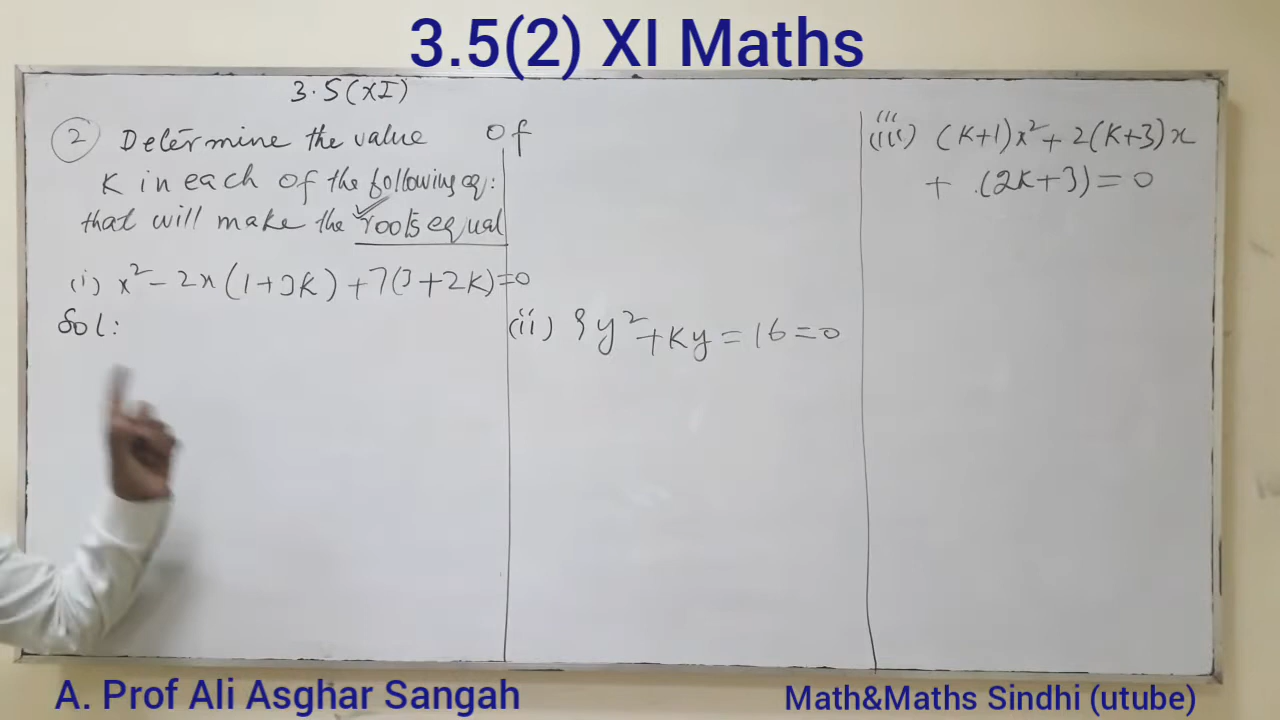 3.5(2) XI Maths
3.5(XI)
(2) Determine the value of
K in each of the following eq:
that will make the roots equal
(i) x² - 2x(1+3K) + 7(3+2K)=0
Sol:
(ii) 9y² + Ky = 16 = 0
(iii) (K+1)x² + 2(K+3)x
+ (2K+3) = 0
A. Prof Ali Asghar Sangah
Math&Maths Sindhi (utube)